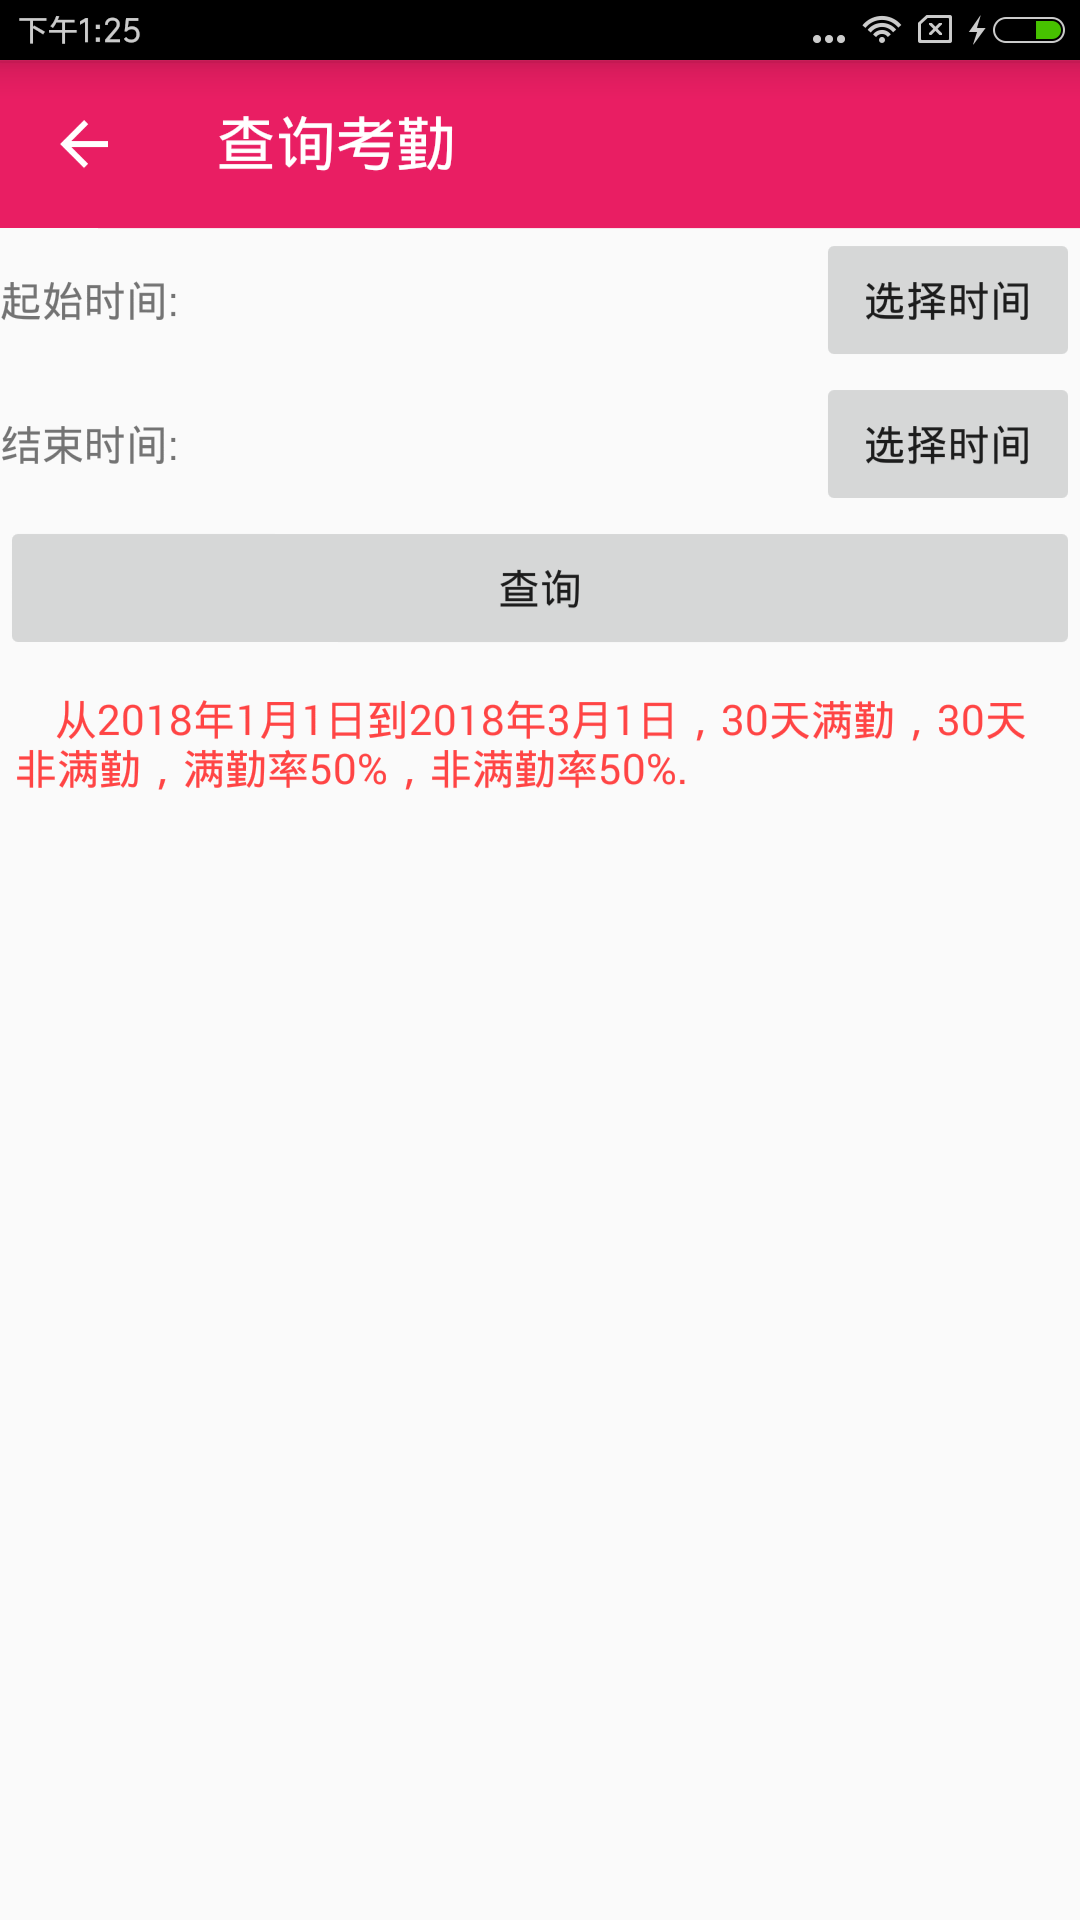 下午1:25
查询考勤
起始时间:
选择时间
结束时间:
选择时间
查询
从2018年1月1日到2018年3月1日，30天满勤，30天
非满勤，满勤率50%，非满勤率50%.